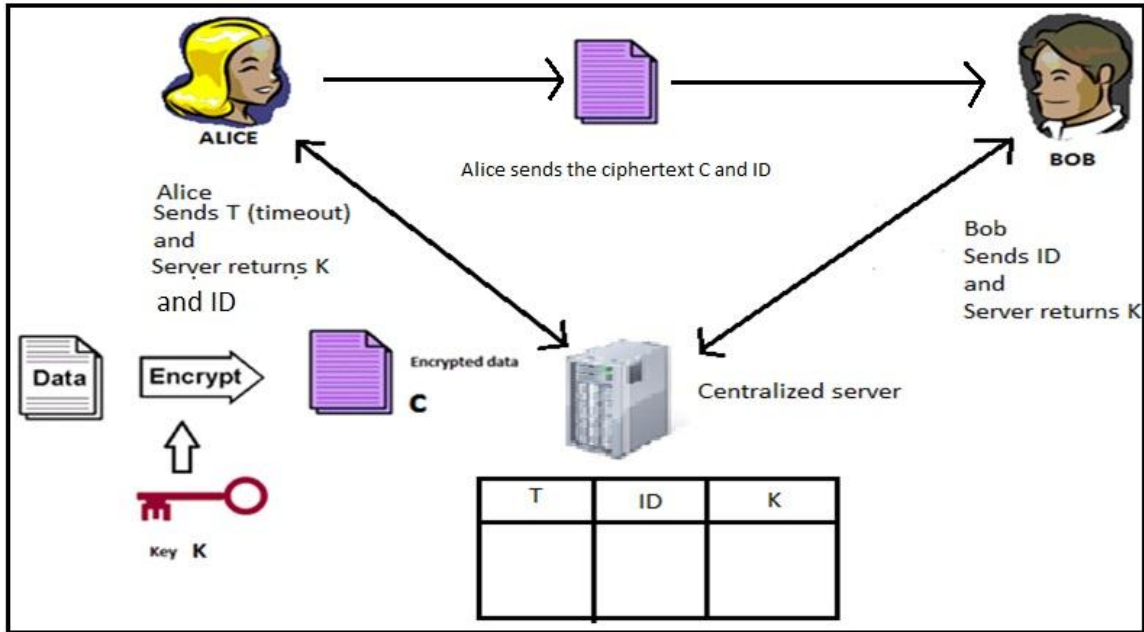 ALICE
BOB
Alice sends the ciphertext C and ID
Alice
Sends T (timeout)
and
Server returns K
and ID
Bob
Sends ID
and
Server returns K
Data
Encrypt
Encrypted data
C
Centralized server
Key K
T ID K